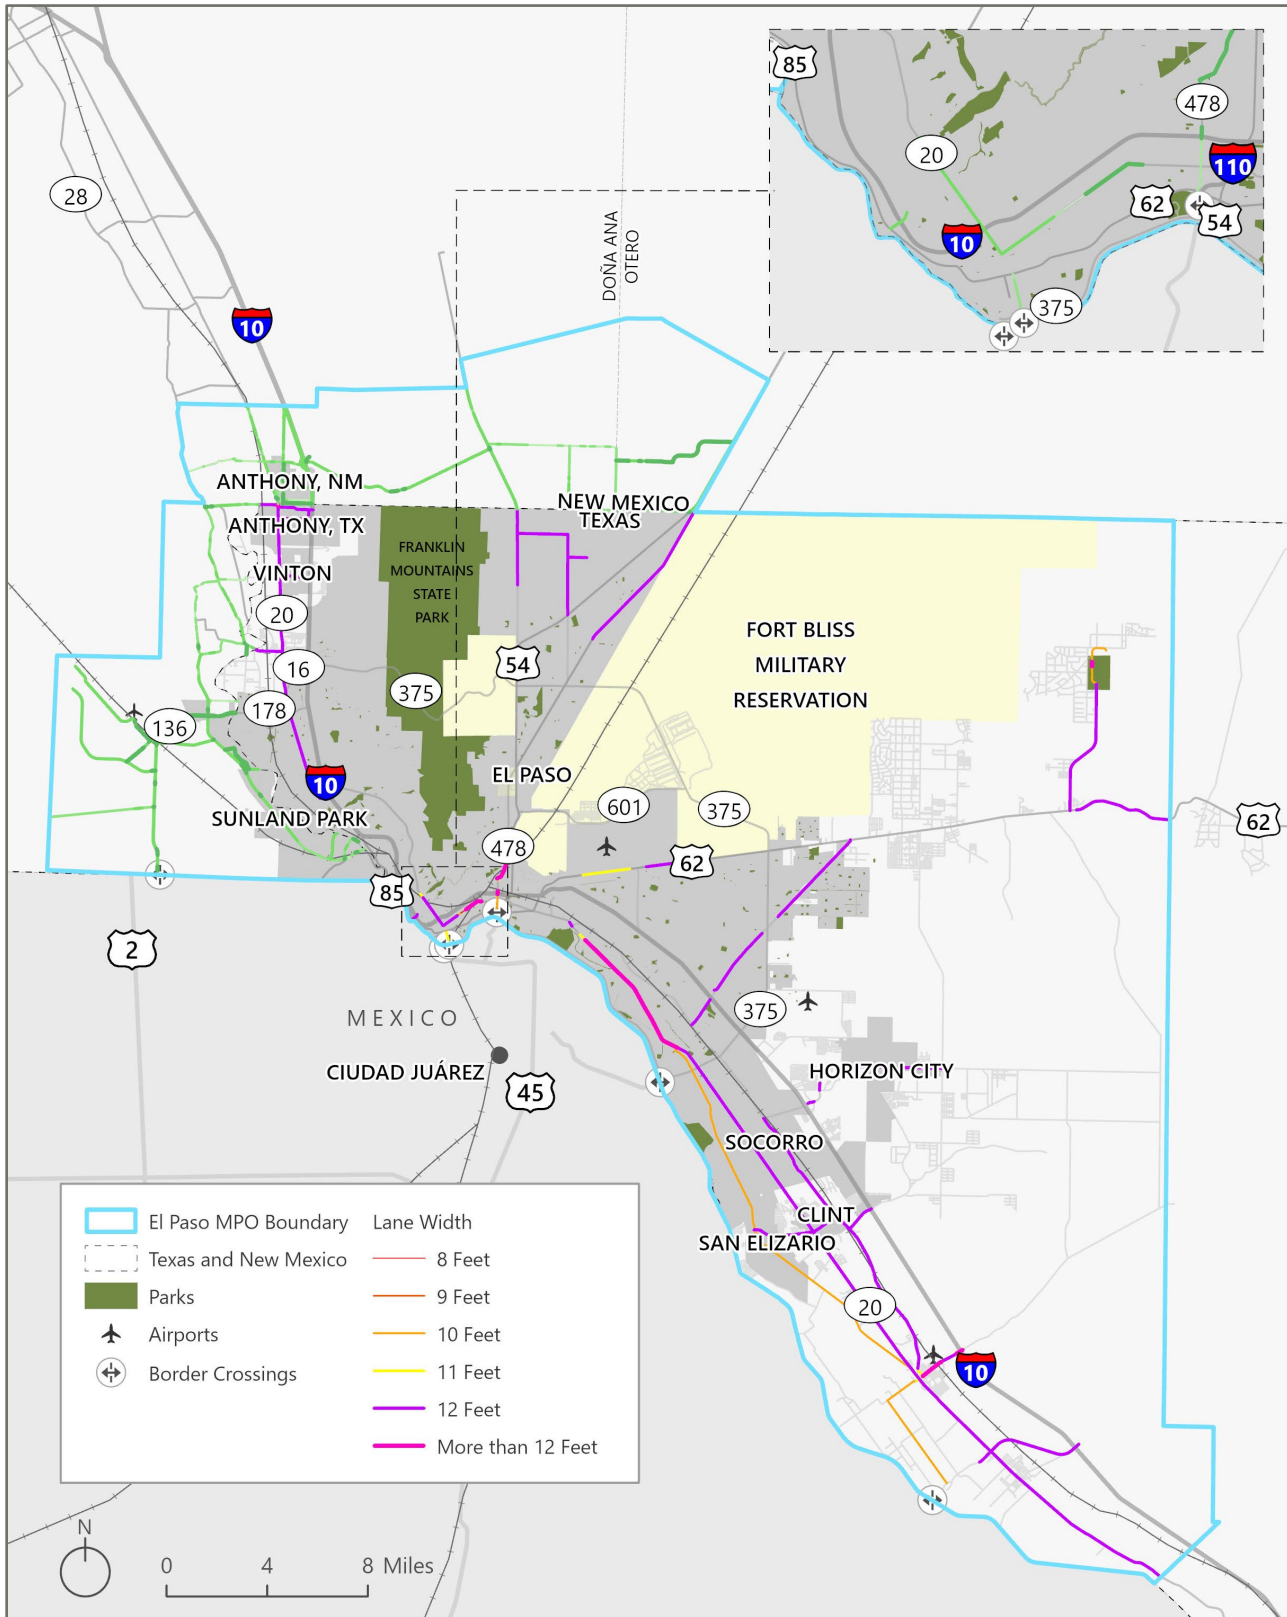 85
478
20
110
62
54
10
375
28
DOÑA ANA
OTERO
10
ANTHONY, NM
NEW MEXICO
TEXAS
ANTHONY, TX
FRANKLIN
MOUNTAINS
STATE
PARK
VINTON
20
FORT BLISS
MILITARY
RESERVATION
16
54
375
178
136
10
EL PASO
601
375
SUNLAND PARK
62
478
62
85
2
375
MEXICO
CIUDAD JUÁREZ
45
HORIZON CITY
SOCORRO
CLINT
SAN ELIZARIO
20
10
El Paso MPO Boundary
Texas and New Mexico
Parks
Airports
Border Crossings
Lane Width
8 Feet
9 Feet
10 Feet
11 Feet
12 Feet
More than 12 Feet
N
0 4 8 Miles